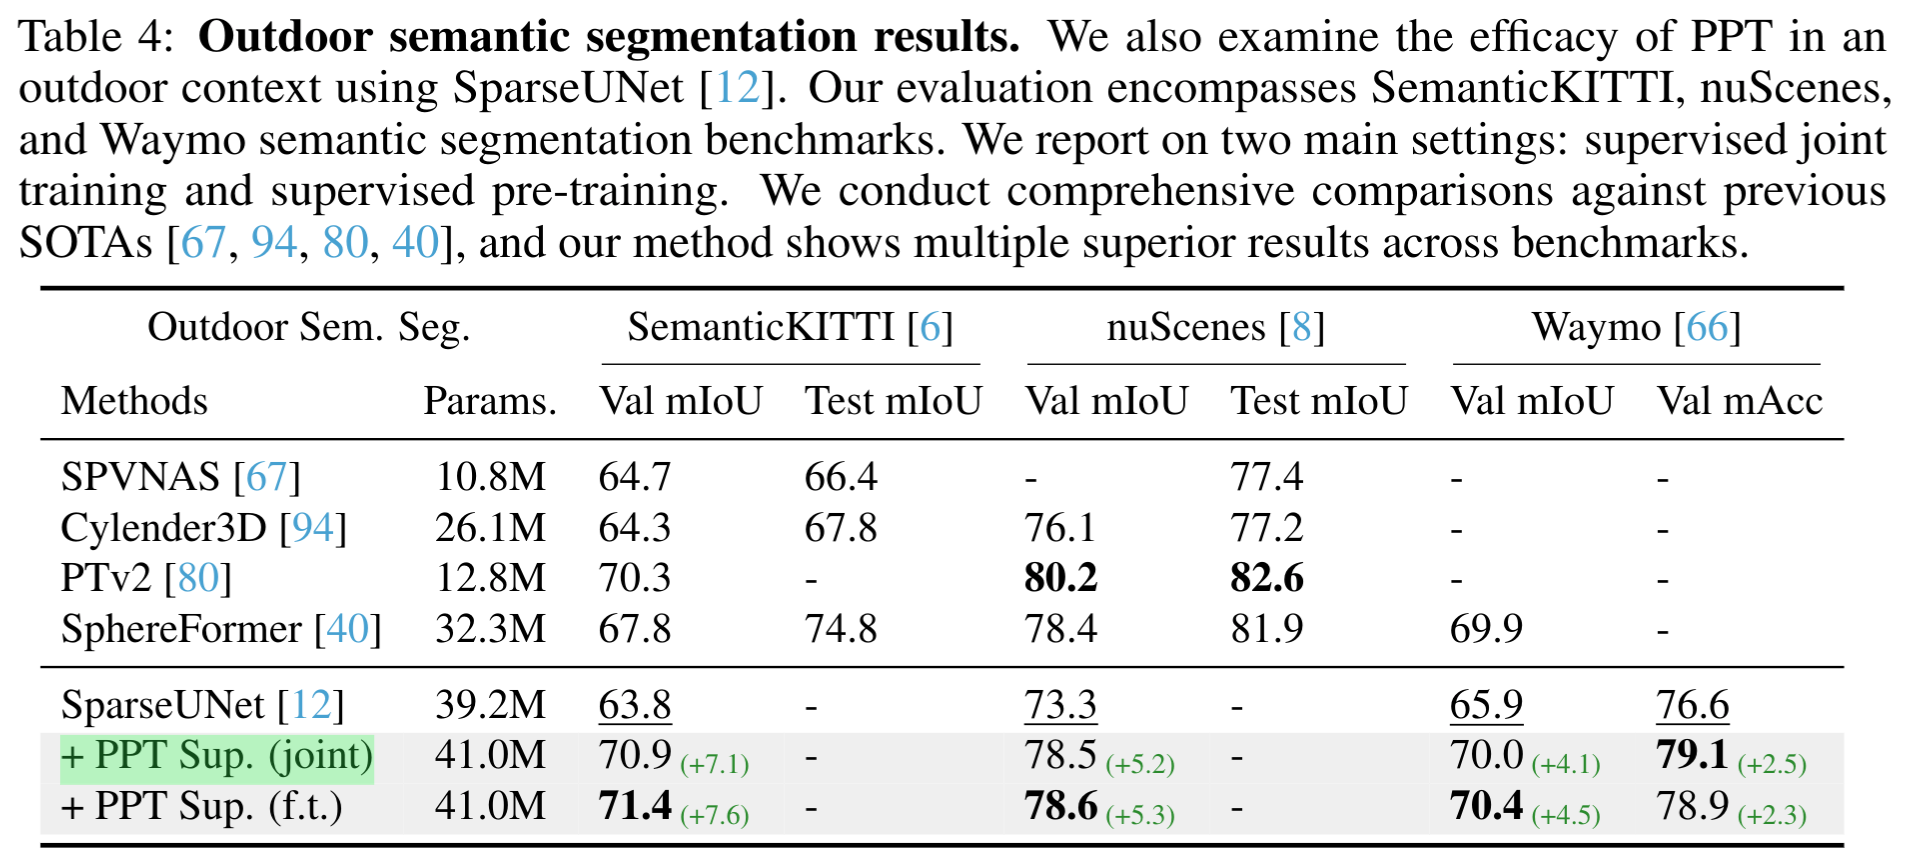 Table 4: Outdoor semantic segmentation results. We also examine the efficacy of PPT in an
outdoor context using SparseUNet [12]. Our evaluation encompasses SemanticKITTI, nuScenes,
and Waymo semantic segmentation benchmarks. We report on two main settings: supervised joint
training and supervised pre-training. We conduct comprehensive comparisons against previous
SOTAs [67, 94, 80, 40], and our method shows multiple superior results across benchmarks.
Outdoor Sem. Seg. SemanticKITTI [6] nuScenes [8] Waymo [66]
Methods Params. Val mIoU Test mIoU Val mIoU Test mIoU Val mIoU Val mAcc
SPVNAS [67] 10.8M 64.7 66.4 - 77.4 - -
Cylender3D [94] 26.1M 64.3 67.8 76.1 77.2 - -
PTv2 [80] 12.8M 70.3 - 80.2 82.6 - -
SphereFormer [40] 32.3M 67.8 74.8 78.4 81.9 69.9 -
SparseUNet [12] 39.2M 63.8 - 73.3 - 65.9 76.6
+ PPT Sup. (joint) 41.0M 70.9 (+7.1) - 78.5 (+5.2) - 70.0 (+4.1) 79.1 (+2.5)
+ PPT Sup. (f.t.) 41.0M 71.4 (+7.6) - 78.6 (+5.3) - 70.4 (+4.5) 78.9 (+2.3)